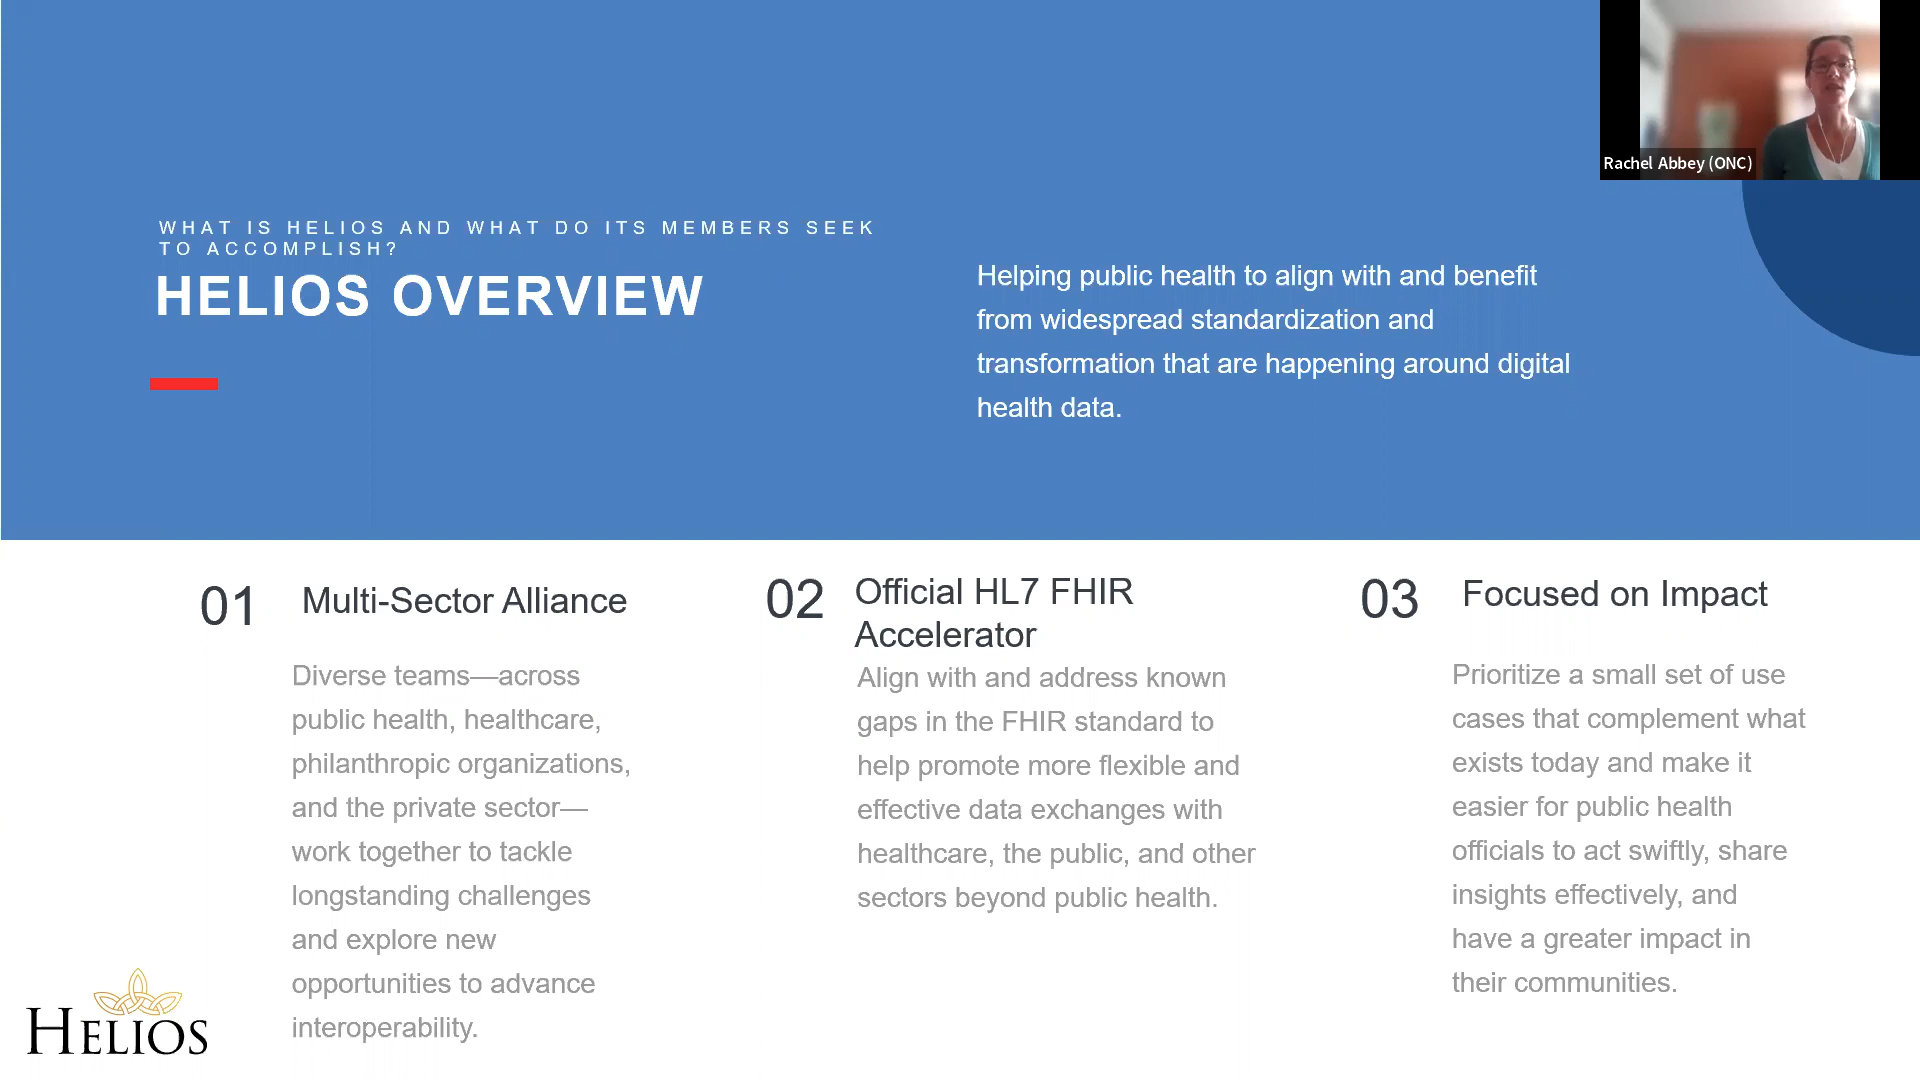 Rachel Abbey (ONC)
WHAT IS HELIOS AND WHAT DO ITS MEMBERS SEEK
TO ACCOMPLISH?
HELIOS OVERVIEW
Helping public health to align with and benefit
from widespread standardization and
transformation that are happening around digital
health data.
01
Multi-Sector Alliance
Diverse teams—across
public health, healthcare,
philanthropic organizations,
and the private sector—
work together to tackle
longstanding challenges
and explore new
opportunities to advance
interoperability.
02
Official HL7 FHIR
Accelerator
Align with and address known
gaps in the FHIR standard to
help promote more flexible and
effective data exchanges with
healthcare, the public, and other
sectors beyond public health.
03
Focused on Impact
Prioritize a small set of use
cases that complement what
exists today and make it
easier for public health
officials to act swiftly, share
insights effectively, and
have a greater impact in
their communities.
HELIOS